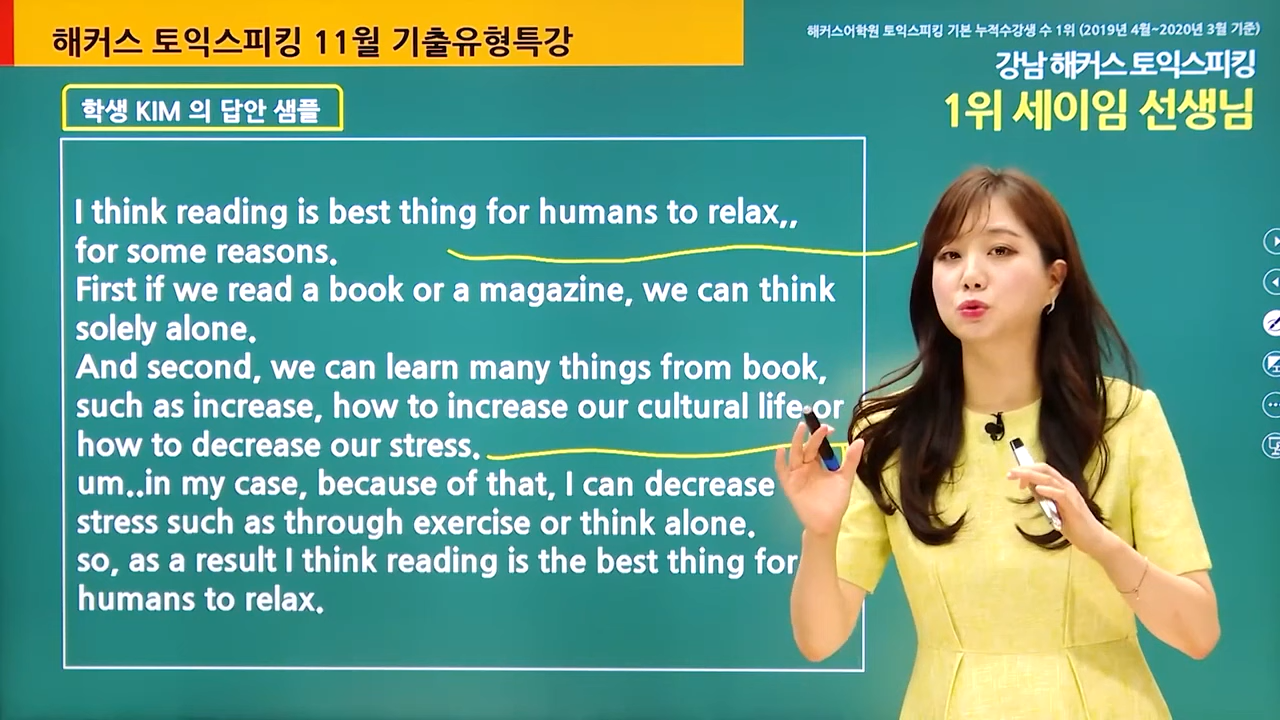 해커스 토익스피킹 11월 기출유형특강
해커스어학원 토익스피킹 기본 누적수강생 수 1위 (2019년 4월~2020년 3월 기준)
강남 해커스 토익스피킹
1위 세이임 선생님
학생 KIM 의 답안 샘플
I think reading is best thing for humans to relax,,
for some reasons.
First if we read a book or a magazine, we can think
solely alone.
And second, we can learn many things from book,
such as increase, how to increase our cultural life or
how to decrease our stress.
um..in my case, because of that, I can decrease
stress such as through exercise or think alone.
so, as a result I think reading is the best thing for
humans to relax.